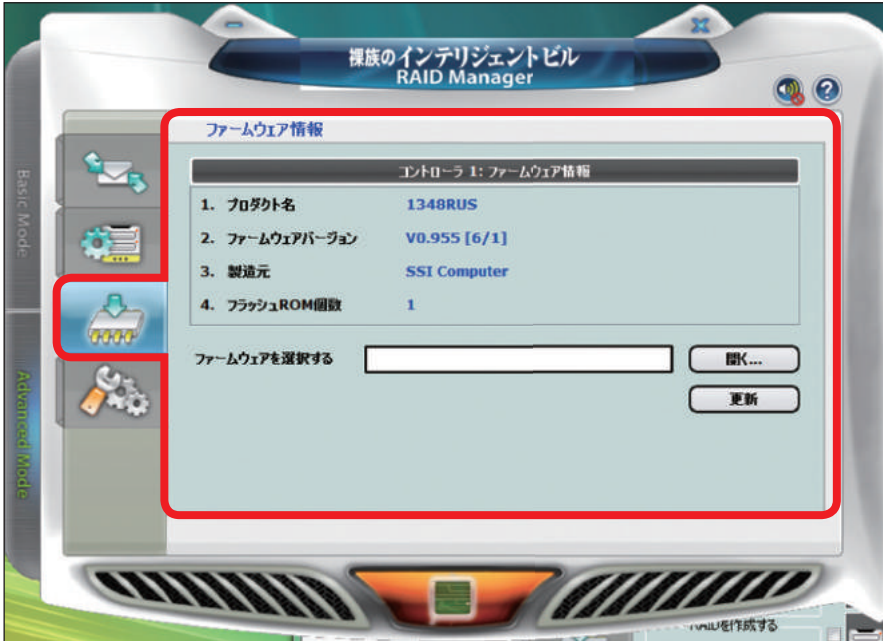 裸族のインテリジェントビル
RAID Manager
?
Basic Mode
Advanced Mode
ファームウェア情報
コントローラ 1: ファームウェア情報
1. プロダクト名 1348RUS
2. ファームウェアバージョン V0.955 [6/1]
3. 製造元 SSI Computer
4. フラッシュROM個数 1
ファームウェアを選択する 開く...
更新
RAIDを作成する